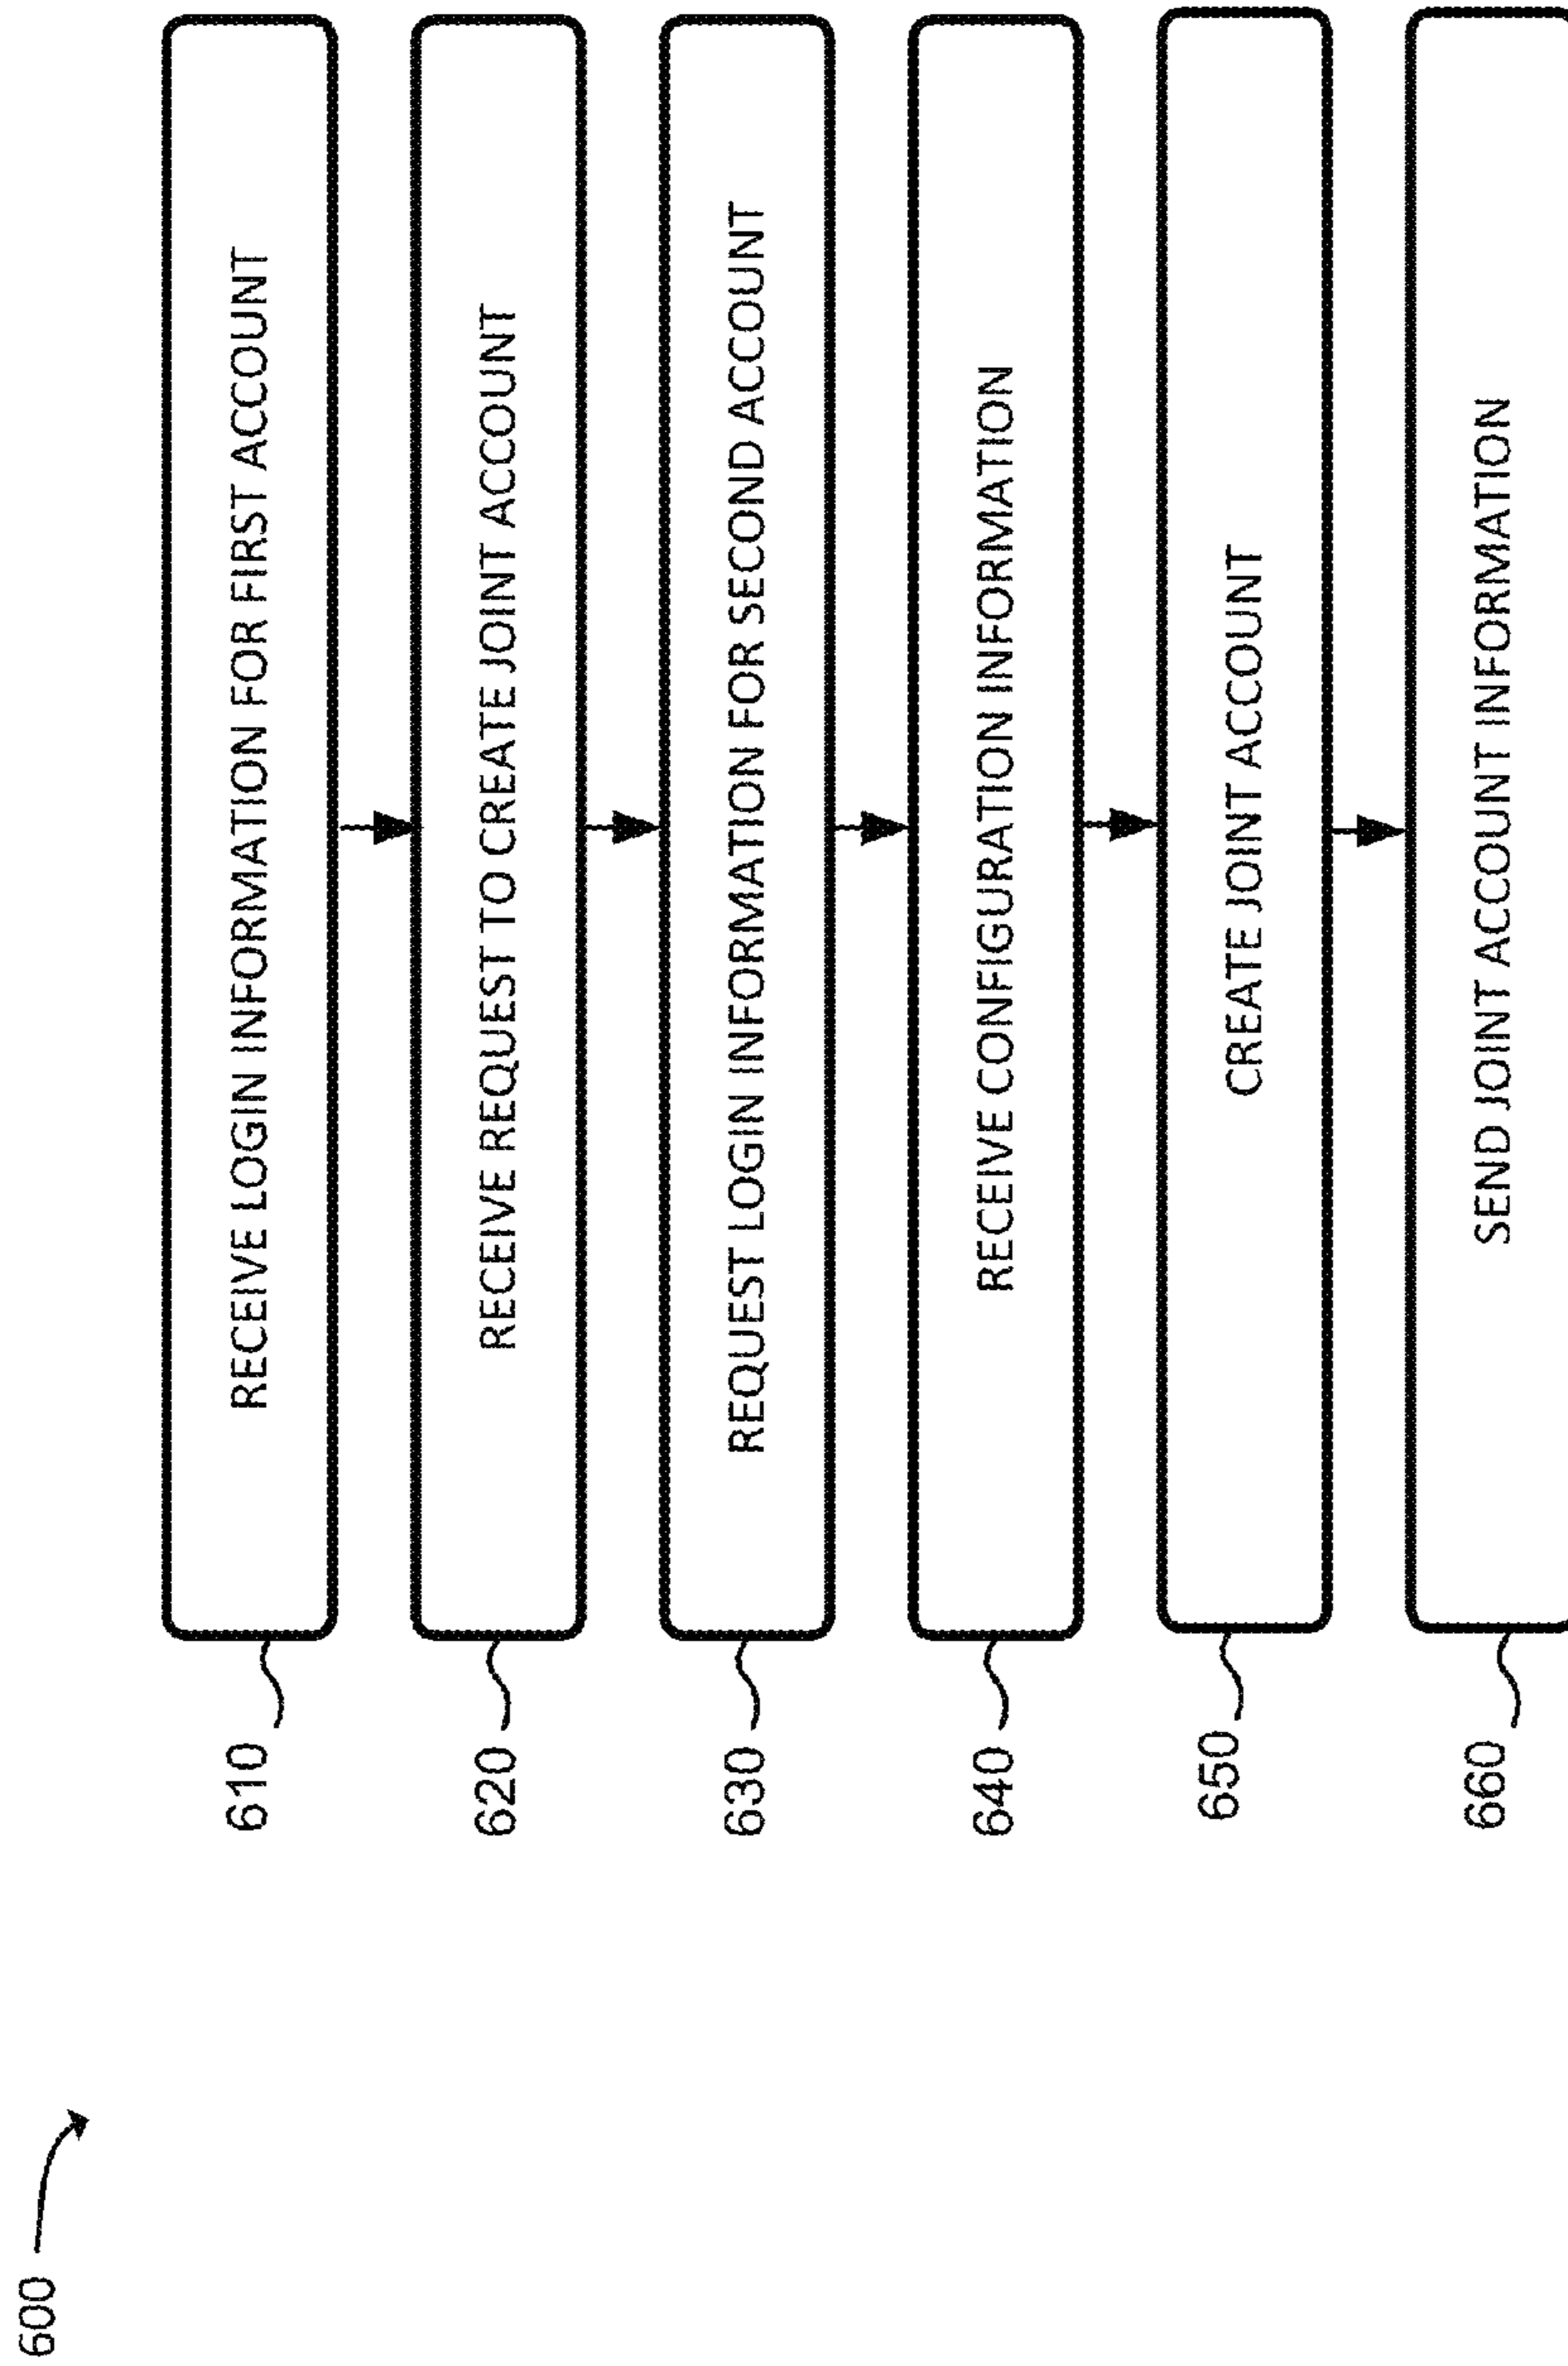 600
610
RECEIVE LOGIN INFORMATION FOR FIRST ACCOUNT
620
RECEIVE REQUEST TO CREATE JOINT ACCOUNT
630
REQUEST LOGIN INFORMATION FOR SECOND ACCOUNT
640
RECEIVE CONFIGURATION INFORMATION
650
CREATE JOINT ACCOUNT
660
SEND JOINT ACCOUNT INFORMATION